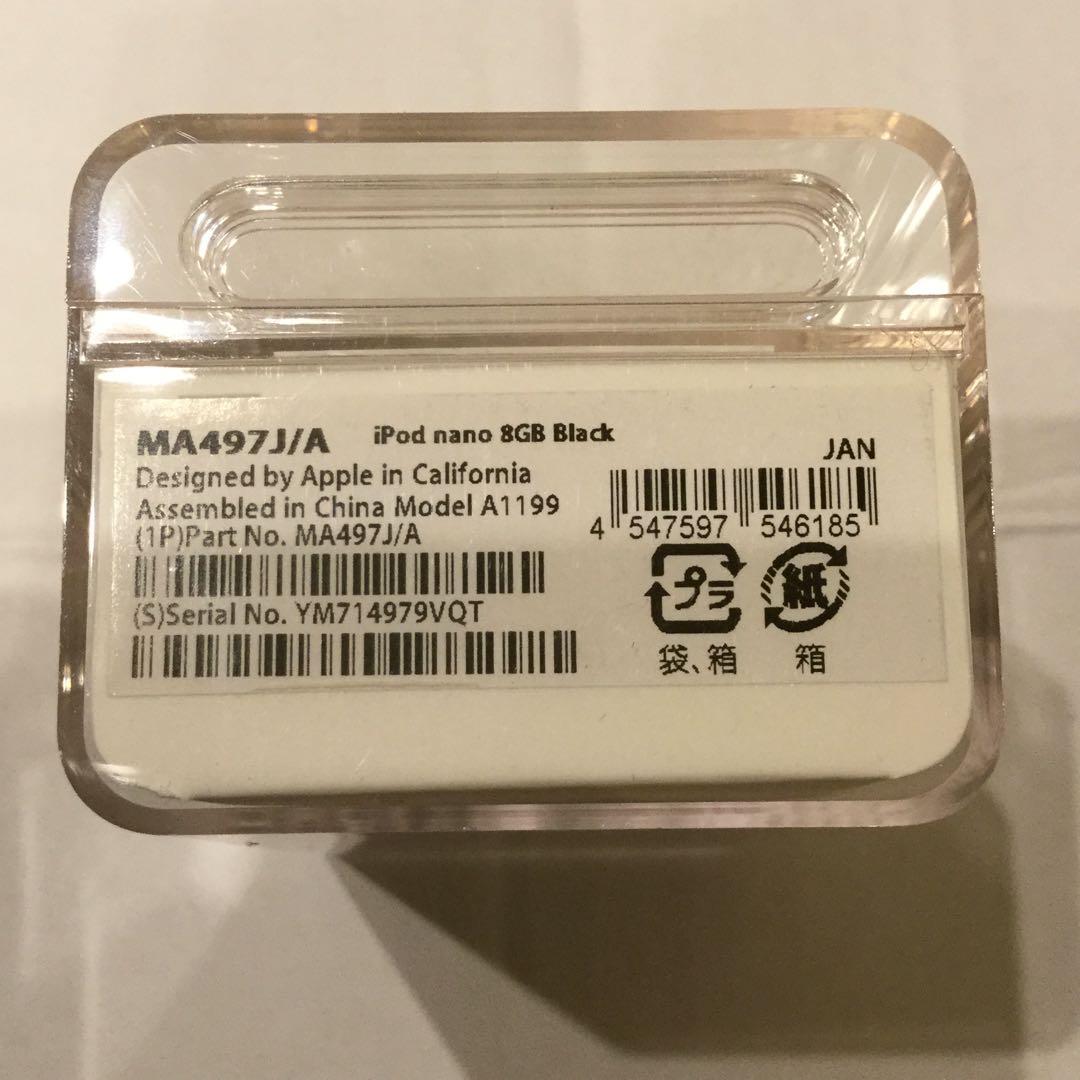 MA497J/A iPod nano 8GB Black
Designed by Apple in California
Assembled in China Model A1199
(1P)Part No. MA497J/A
(S)Serial No. YM714979VQT
JAN
4 547597 546185
プラ 紙
袋、箱 箱